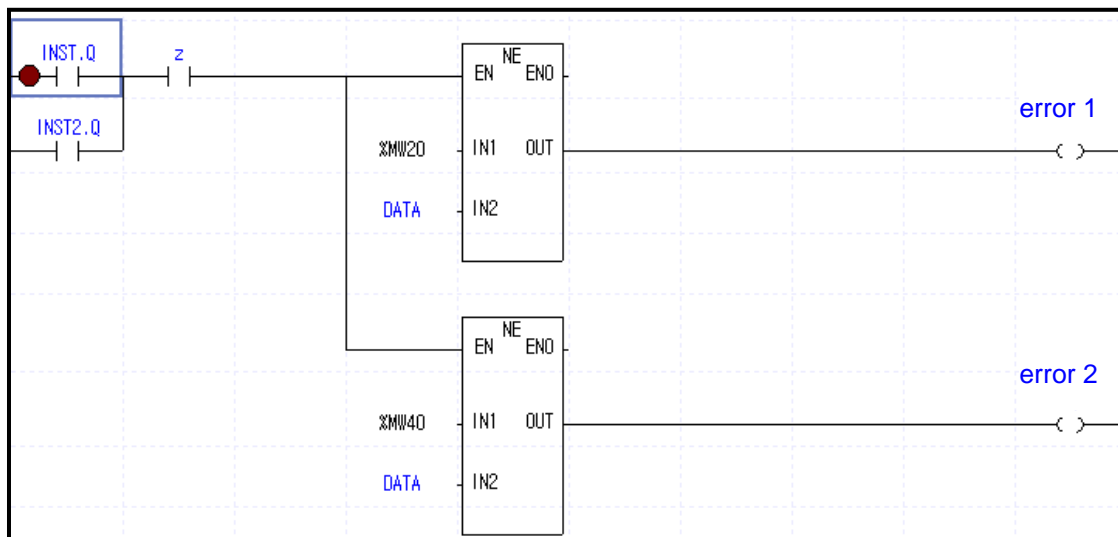 INST.Q
z
NE
EN ENO
error 1
INST2.Q
%MW20 IN1 OUT
DATA IN2
NE
EN ENO
error 2
%MW40 IN1 OUT
DATA IN2